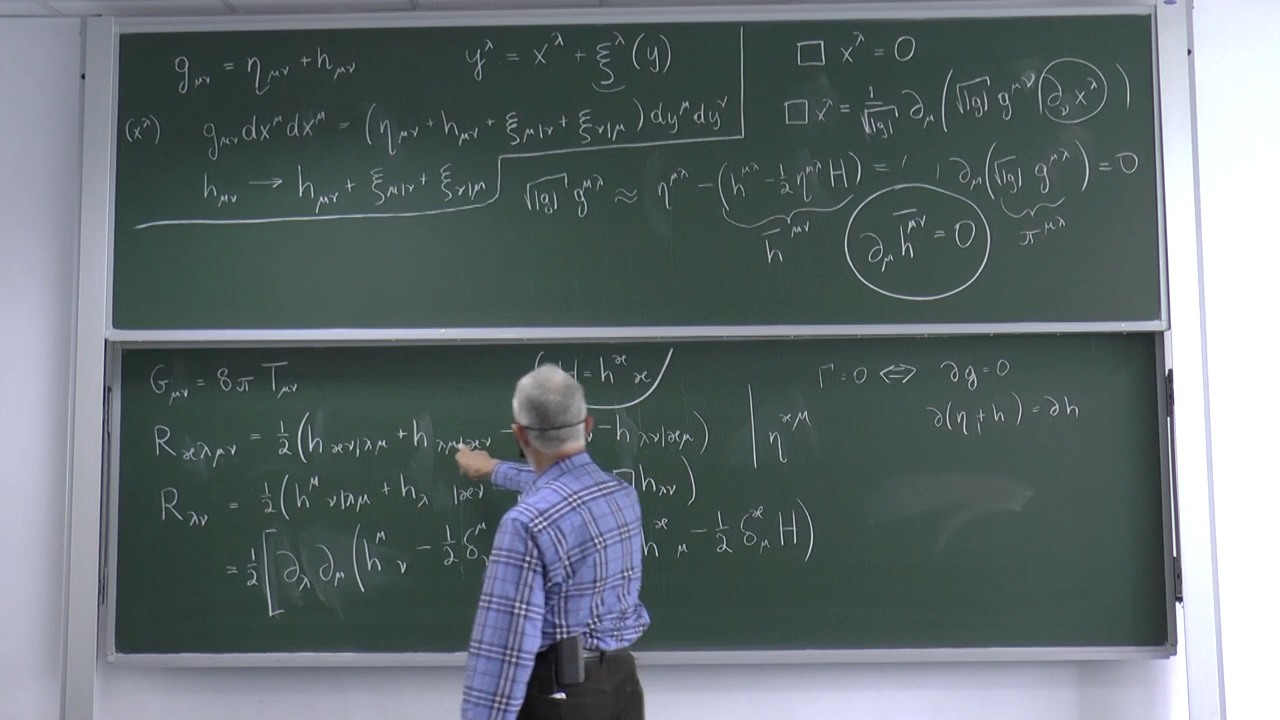 g_{μν} = η_{μν} + h_{μν}
y^λ = x^λ + ξ^λ(y)
(x^λ) g_{μν}dx^μdx^μ = (η_{μν} + h_{μν} + ξ_{μ|ν} + ξ_{ν|μ})dy^μdy^ν
h_{μν} → h_{μν} + ξ_{μ|ν} + ξ_{ν|μ}
□ x^λ = 0
□ x^λ = 1/√|g| ∂_μ(√|g| g^{μν} ∂_ν x^λ)
√|g| g^{μλ} ≈ η^{μλ} - (h^{μλ} - 1/2 η^{μλ} H) = ∂_μ(√|g| g^{μλ}) = 0
h̄^{μν} ∂_μ h̄^{μν} = 0 π^{μλ}
G_{μν} = 8π T_{μν}
H = h^ϰ_ϰ
Γ = 0 ⇔ ∂g = 0
∂(η + h) = ∂h
R_{ϰλμν} = 1/2(h_{ϰν|λμ} + h_{λμ|ϰν} - - h_{λν|ϰμ}) | η^{ϰμ}
R_{λν} = 1/2(h^μ_{ν|λμ} + h_λ |ϰν □h_{λν})
= 1/2[∂_λ∂_μ(h^μ_ν - 1/2 δ^μ h^ϰ_μ - 1/2 δ^ϰ_μ H)